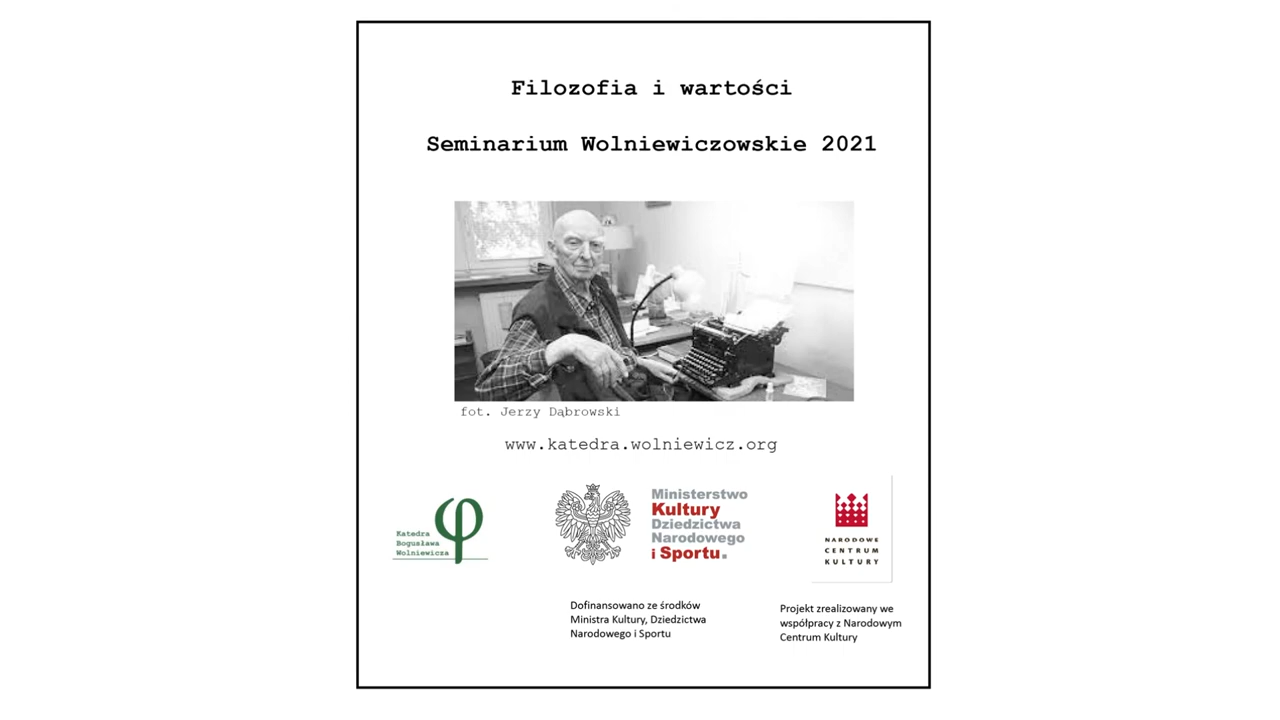 Filozofia i wartości
Seminarium Wolniewiczowskie 2021
fot. Jerzy Dąbrowski
www.katedra.wolniewicz.org
Katedra
Bogusława
Wolniewicza
φ
Ministerstwo
Kultury
Dziedzictwa
Narodowego
i Sportu.
NARODOWE
CENTRUM
KULTURY
Dofinansowano ze środków
Ministra Kultury, Dziedzictwa
Narodowego i Sportu
Projekt zrealizowany we
współpracy z Narodowym
Centrum Kultury